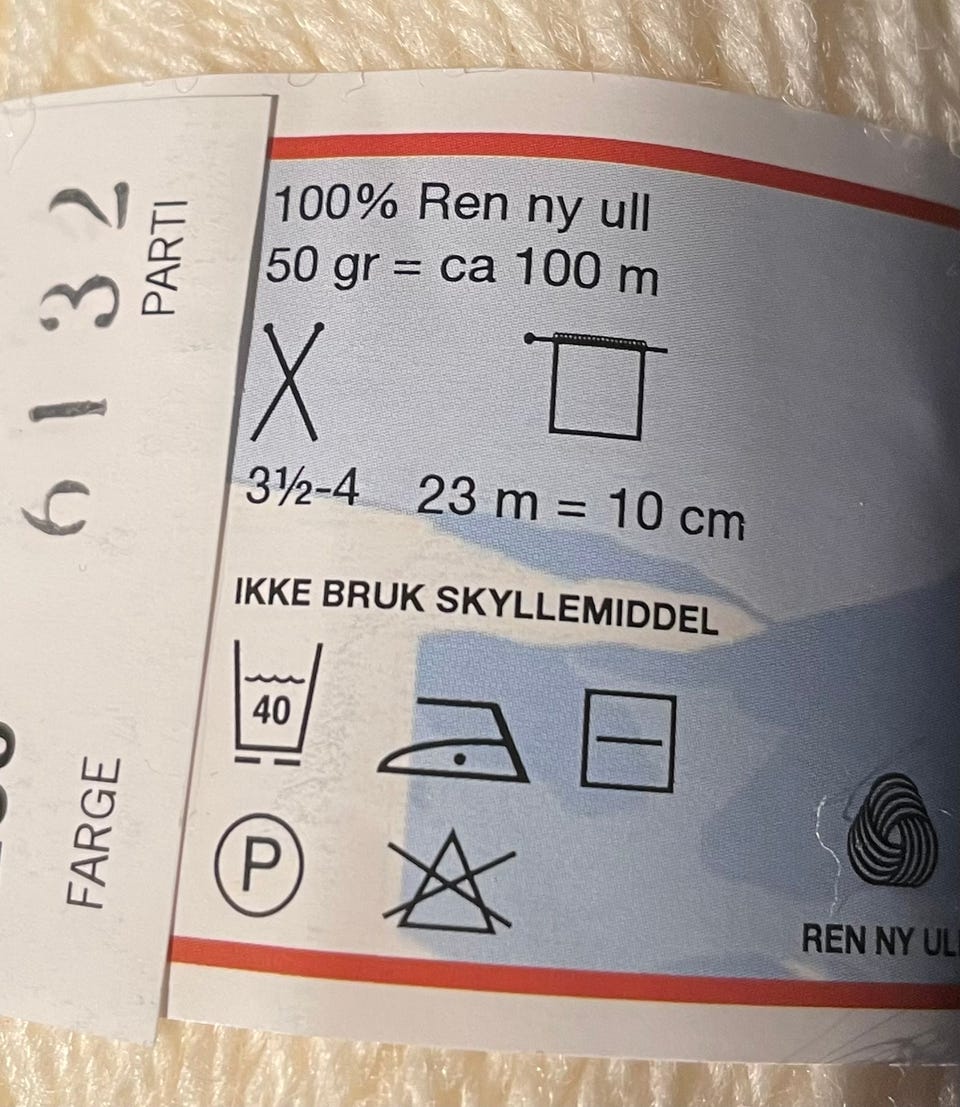 6132
PARTI
FARGE
100% Ren ny ull
50 gr = ca 100 m
3½-4 23 m = 10 cm
IKKE BRUK SKYLLEMIDDEL
40
P
REN NY UL